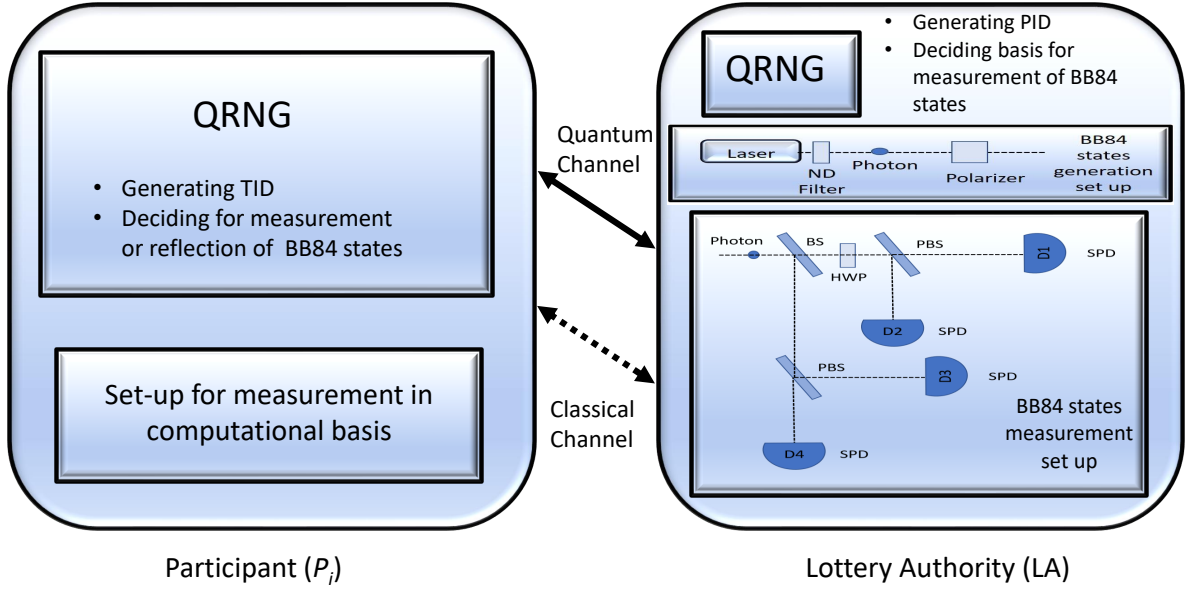 QRNG
• Generating TID
• Deciding for measurement
or reflection of BB84 states
Set-up for measurement in
computational basis
Participant (Pi)
Quantum
Channel
Classical
Channel
QRNG
• Generating PID
• Deciding basis for
measurement of BB84
states
Laser
ND
Filter
Photon
Polarizer
BB84
states
generation
set up
Photon
BS
HWP
PBS
D1
SPD
D2
SPD
PBS
D3
SPD
D4
SPD
BB84 states
measurement
set up
Lottery Authority (LA)